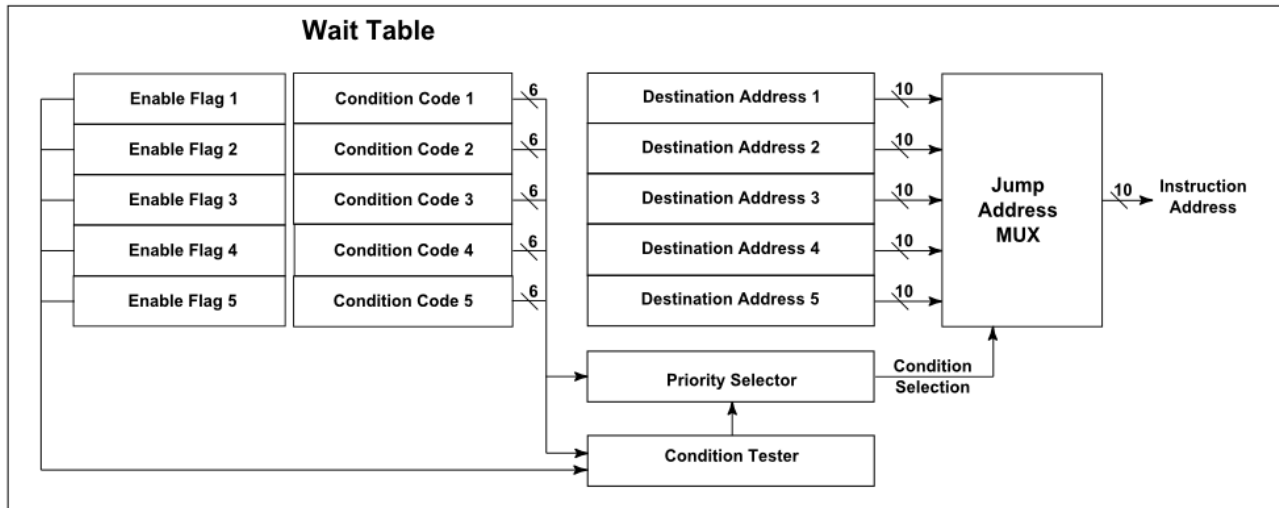 Wait Table
Enable Flag 1 Condition Code 1 6 Destination Address 1 10
Enable Flag 2 Condition Code 2 6 Destination Address 2 10
Enable Flag 3 Condition Code 3 6 Destination Address 3 10
Enable Flag 4 Condition Code 4 6 Destination Address 4 10
Enable Flag 5 Condition Code 5 6 Destination Address 5 10
Jump
Address
MUX
10 Instruction
Address
Priority Selector
Condition
Selection
Condition Tester